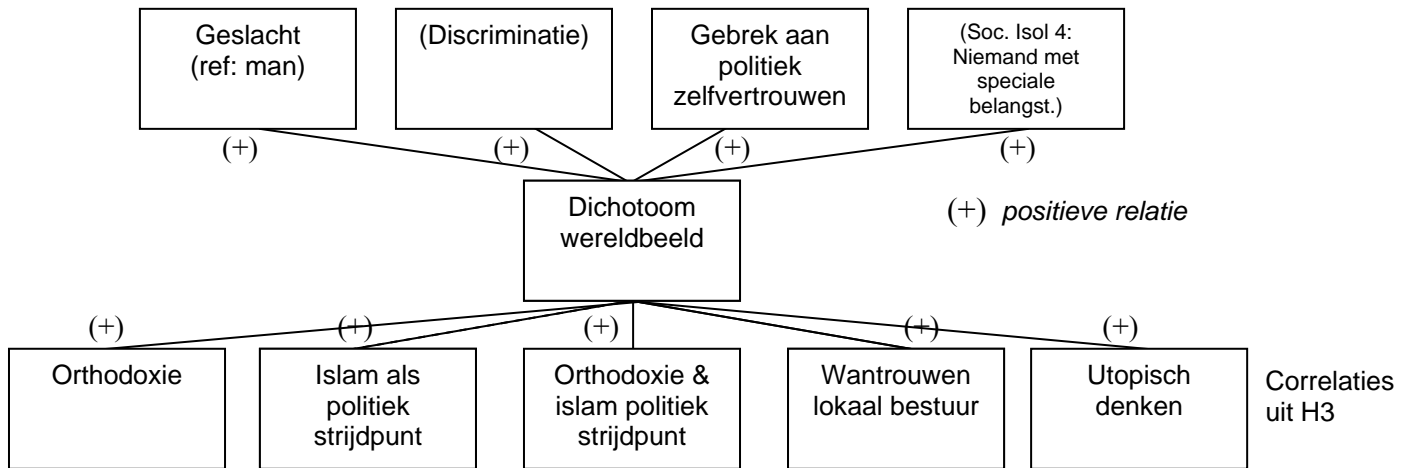 Geslacht
(ref: man)
(Discriminatie)
Gebrek aan
politiek
zelfvertrouwen
(Soc. Isol 4:
Niemand met
speciale
belangst.)
(+)
(+)
(+)
(+)
Dichotoom
wereldbeeld
(+) positieve relatie
(+)
(+)
(+)
(+)
(+)
Orthodoxie
Islam als
politiek
strijdpunt
Orthodoxie &
islam politiek
strijdpunt
Wantrouwen
lokaal bestuur
Utopisch
denken
Correlaties
uit H3